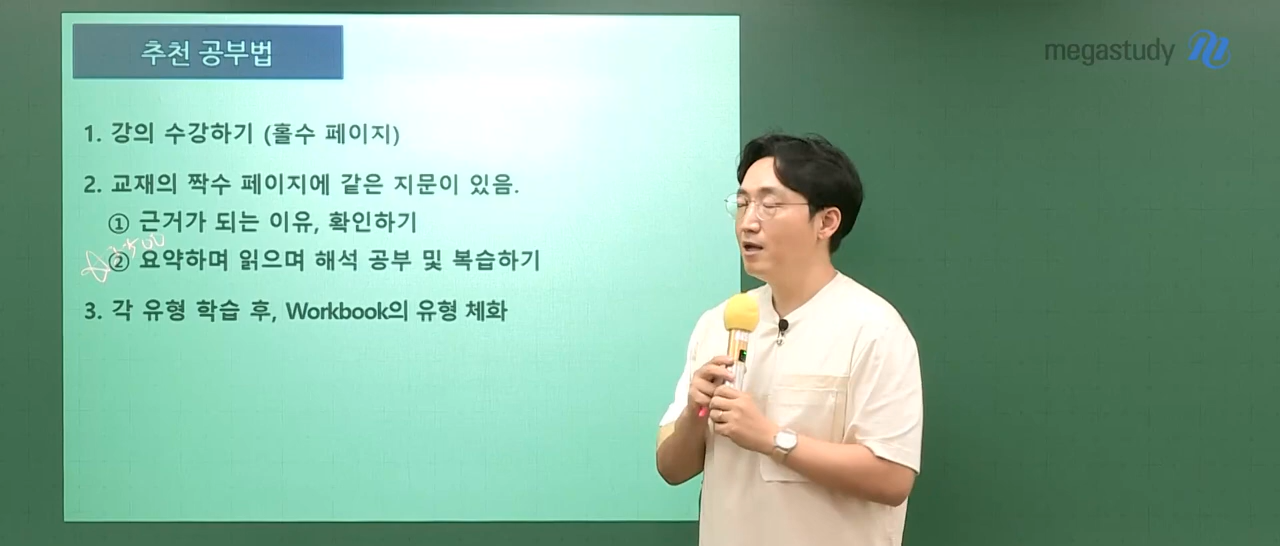 추천 공부법
megastudy
1. 강의 수강하기 (홀수 페이지)
2. 교재의 짝수 페이지에 같은 지문이 있음.
① 근거가 되는 이유, 확인하기
② 요약하며 읽으며 해석 공부 및 복습하기
3. 각 유형 학습 후, Workbook의 유형 체화